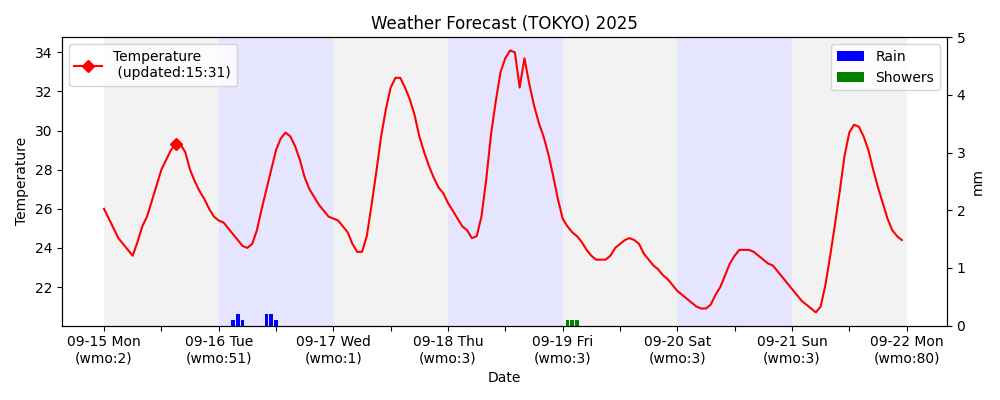 Weather Forecast (TOKYO) 2025
Temperature
(updated:15:31)
Rain
Showers
34
32
30
28
26
24
22
Temperature
5
4
3
2
1
0
mm
09-15 Mon
(wmo:2)
09-16 Tue
(wmo:51)
09-17 Wed
(wmo:1)
09-18 Thu
(wmo:3)
09-19 Fri
(wmo:3)
09-20 Sat
(wmo:3)
09-21 Sun
(wmo:3)
09-22 Mon
(wmo:80)
Date